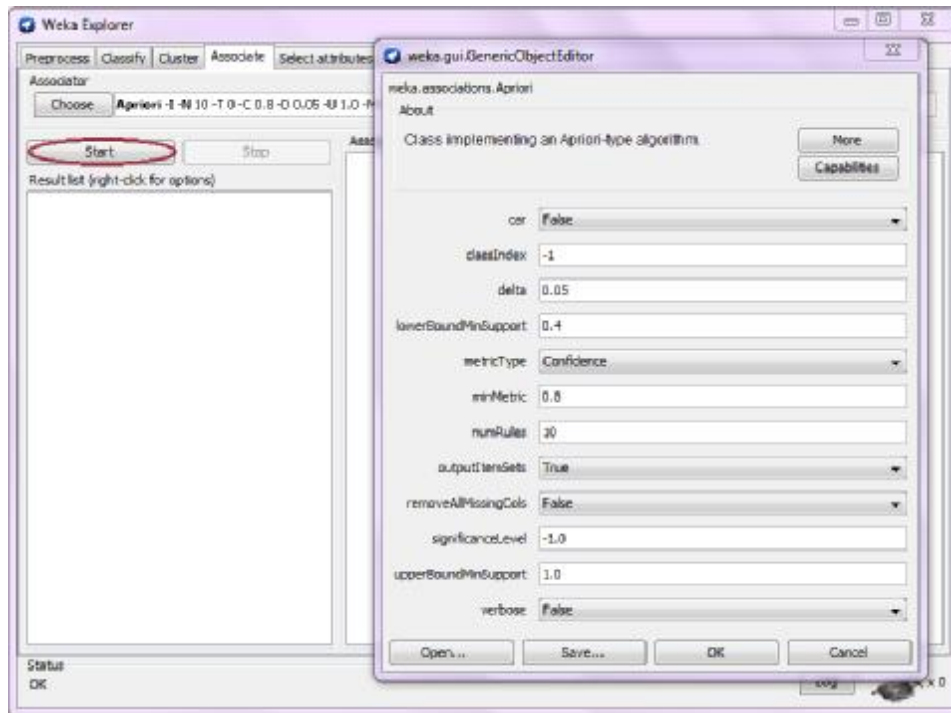 Weka Explorer
Preprocess Classify Cluster Associate Select attributes
Associator
Choose Apriori -I -N 10 -T 0 -C 0.8 -D 0.05 -U 1.0 -M
Start Stop
Result list (right-click for options)
Status
OK
Log x 0
weka.gui.GenericObjectEditor
weka.associations.Apriori
About
Class implementing an Apriori-type algorithm.
More
Capabilities
car False
classIndex -1
delta 0.05
lowerBoundMinSupport 0.4
metricType Confidence
minMetric 0.8
numRules 10
outputItemSets True
removeAllMissingCols False
significanceLevel -1.0
upperBoundMinSupport 1.0
verbose False
Open... Save... OK Cancel